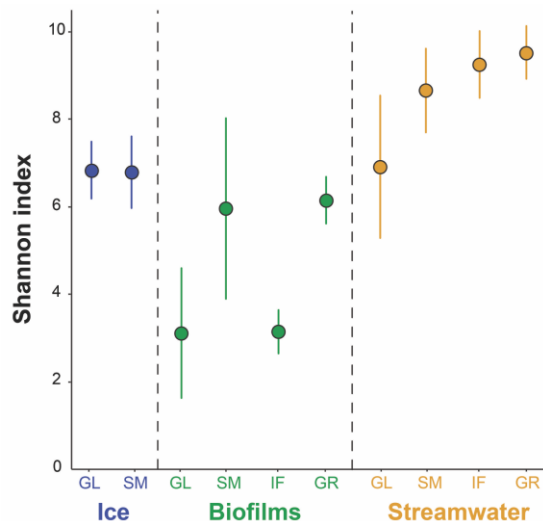 Shannon index
10
8
6
4
2
0
GL SM GL SM IF GR GL SM IF GR
Ice Biofilms Streamwater